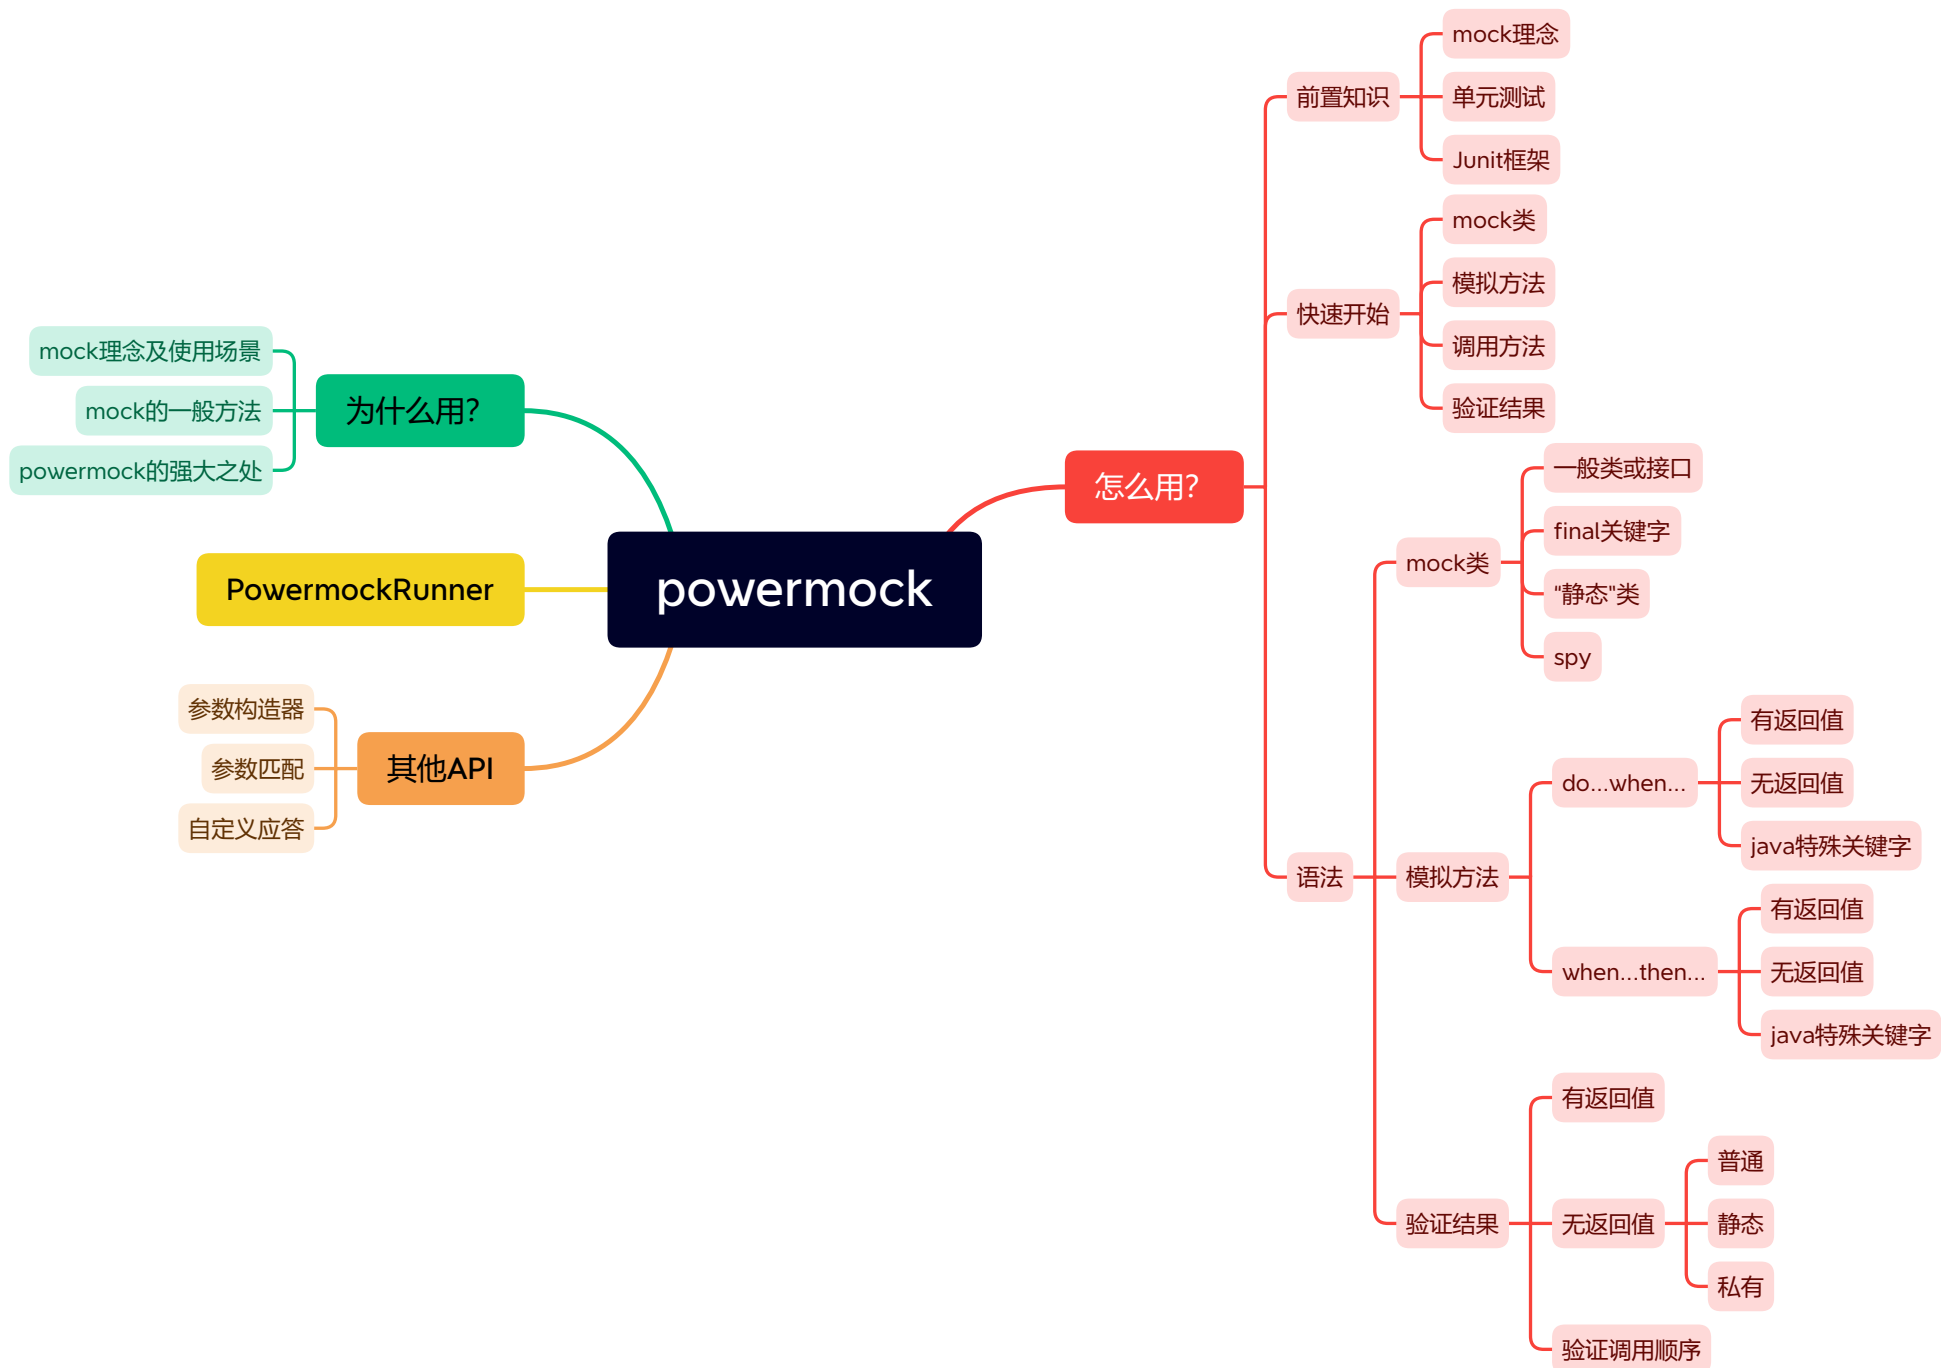 powermock
怎么用?
前置知识
mock理念
单元测试
Junit框架
快速开始
mock类
模拟方法
调用方法
验证结果
语法
mock类
一般类或接口
final关键字
"静态"类
spy
模拟方法
do...when...
有返回值
无返回值
java特殊关键字
when...then...
有返回值
无返回值
java特殊关键字
验证结果
有返回值
无返回值
普通
静态
私有
验证调用顺序
为什么用?
mock理念及使用场景
mock的一般方法
powermock的强大之处
PowermockRunner
其他API
参数构造器
参数匹配
自定义应答